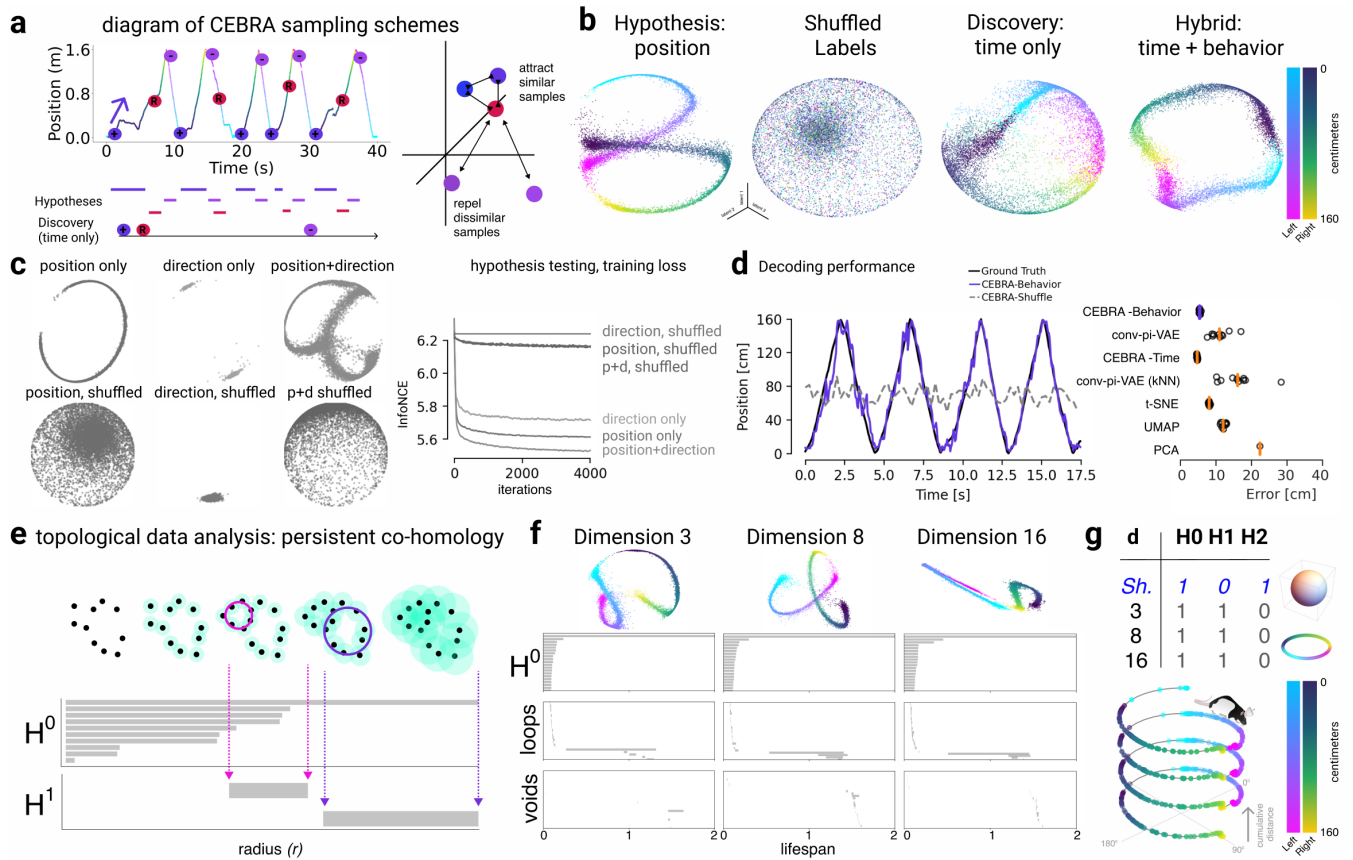 a diagram of CEBRA sampling schemes
Position (m)
1.6
0.8
0.0
0 10 20 30 40
Time (s)
R R R R
+ + + + +
- - - - -
attract
similar
samples
repel
dissimilar
samples
Hypotheses
Discovery
(time only)
+ R -
b
Hypothesis:
position
Shuffled
Labels
Discovery:
time only
Hybrid:
time + behavior
latent 1
latent 2
latent 3
0
centimeters
160
Left
Right
c
position only direction only position+direction
position, shuffled direction, shuffled p+d shuffled
hypothesis testing, training loss
InfoNCE
6.2
6.0
5.8
5.6
0 2000 4000
iterations
direction, shuffled
position, shuffled
p+d, shuffled
direction only
position only
position+direction
d Decoding performance
Ground Truth
CEBRA-Behavior
CEBRA-Shuffle
Position [cm]
160
120
80
40
0
0.0 2.5 5.0 7.5 10.0 12.5 15.0 17.5
Time [s]
CEBRA -Behavior
conv-pi-VAE
CEBRA -Time
conv-pi-VAE (kNN)
t-SNE
UMAP
PCA
0 10 20 30 40
Error [cm]
e topological data analysis: persistent co-homology
H0
H1
radius (r)
f Dimension 3 Dimension 8 Dimension 16
H0
loops
voids
0 1 2 0 1 2 0 1 2
lifespan
g
d H0 H1 H2
Sh. 1 0 1
3 1 1 0
8 1 1 0
16 1 1 0
0°
90°
180°
cumulative
distance
0
centimeters
160
Left
Right